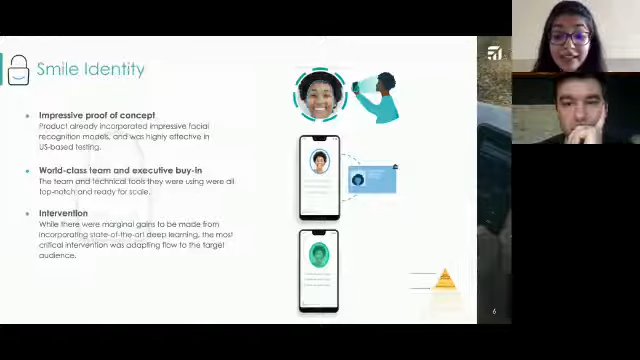 Smile Identity
Impressive proof of concept
Product already incorporated impressive facial
recognition models, and was highly effective in
US-based testing.
World-class team and executive buy-in
The team and technical tools they were using were all
top-notch and ready for scale.
Intervention
While there were marginal gains to be made from
incorporating state-of-the-art deep learning, the most
critical intervention was adapting flow to the target
audience.
6